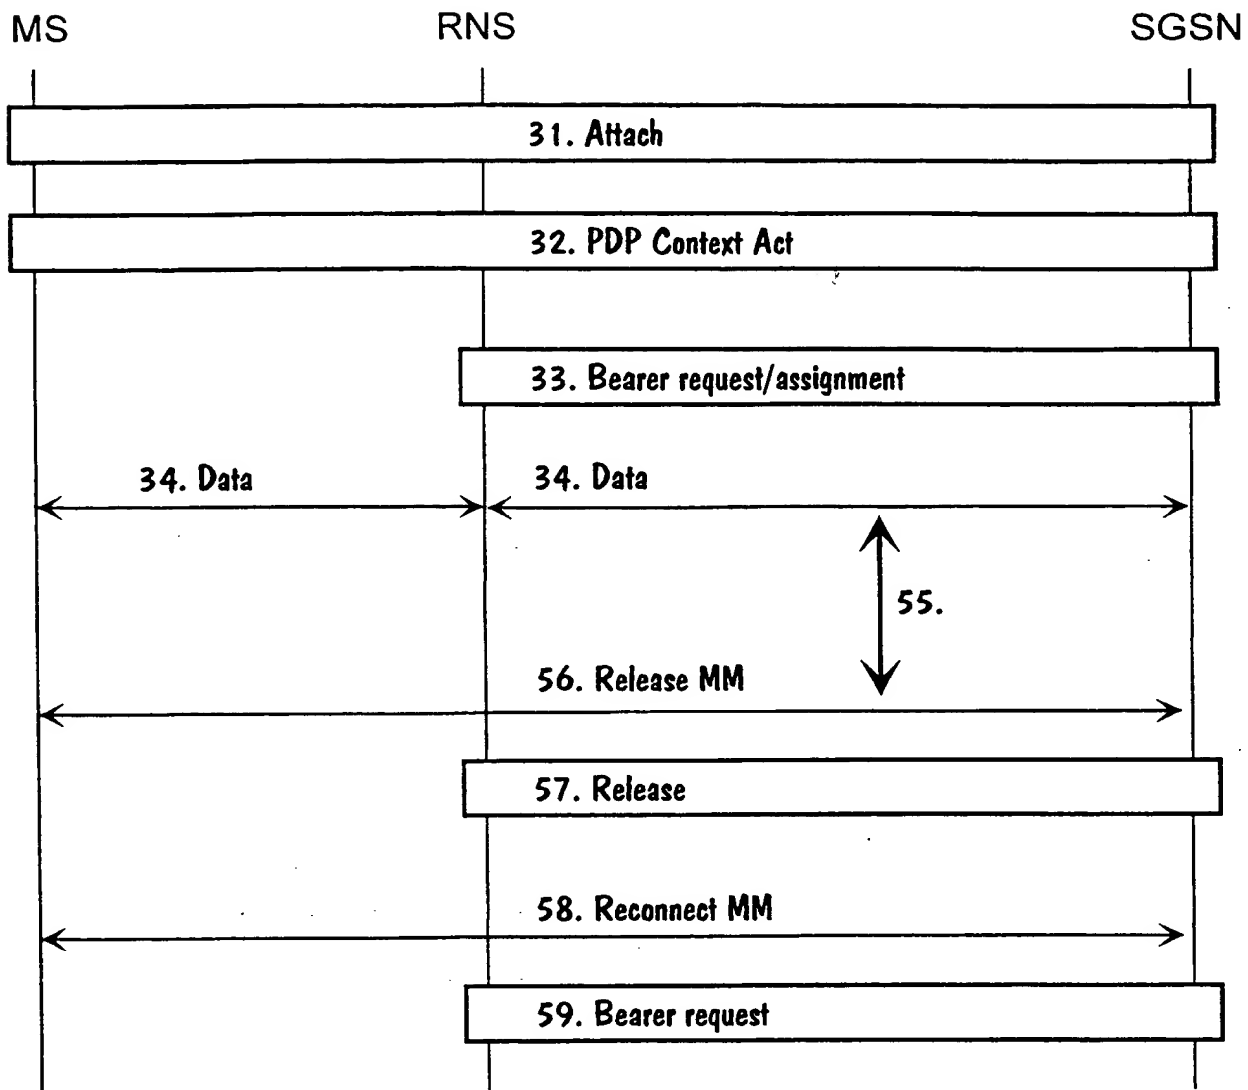 MS RNS SGSN
31. Attach
32. PDP Context Act
33. Bearer request/assignment
34. Data 34. Data
55.
56. Release MM
57. Release
58. Reconnect MM
59. Bearer request